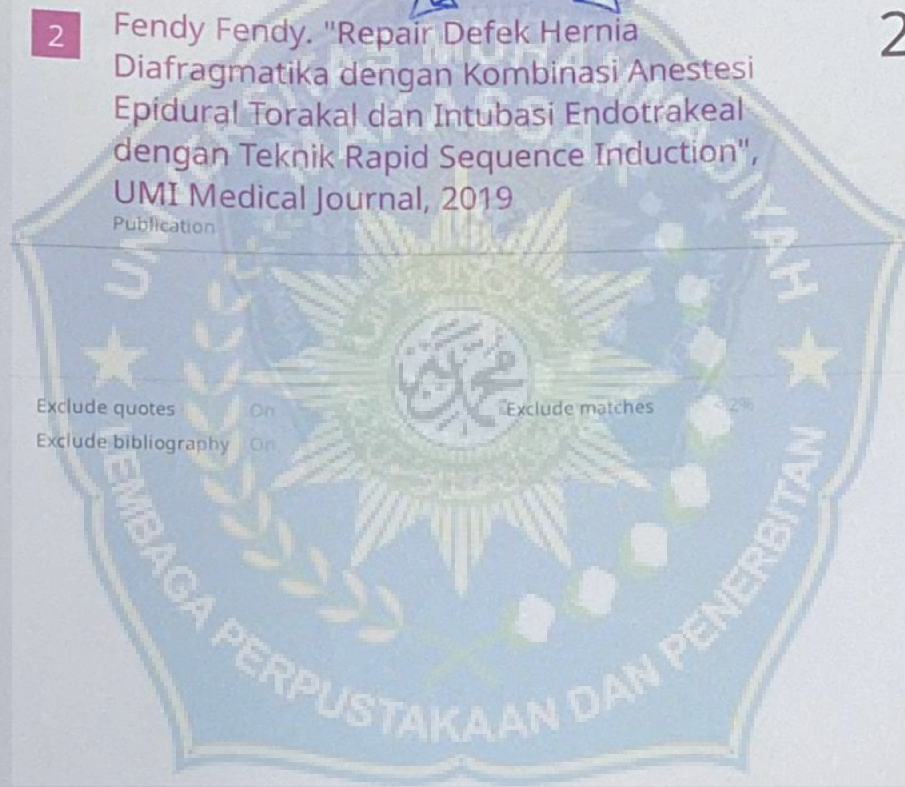 2
Fendy Fendy. "Repair Defek Hernia
Diafragmatika dengan Kombinasi Anestesi
Epidural Torakal dan Intubasi Endotrakeal
dengan Teknik Rapid Sequence Induction",
UMI Medical Journal, 2019
Publication
2
Exclude quotes On
Exclude matches < 2%
Exclude bibliography On
MUHAMMADIYAH
LEMBAGA PERPUSTAKAAN DAN PENERBITAN